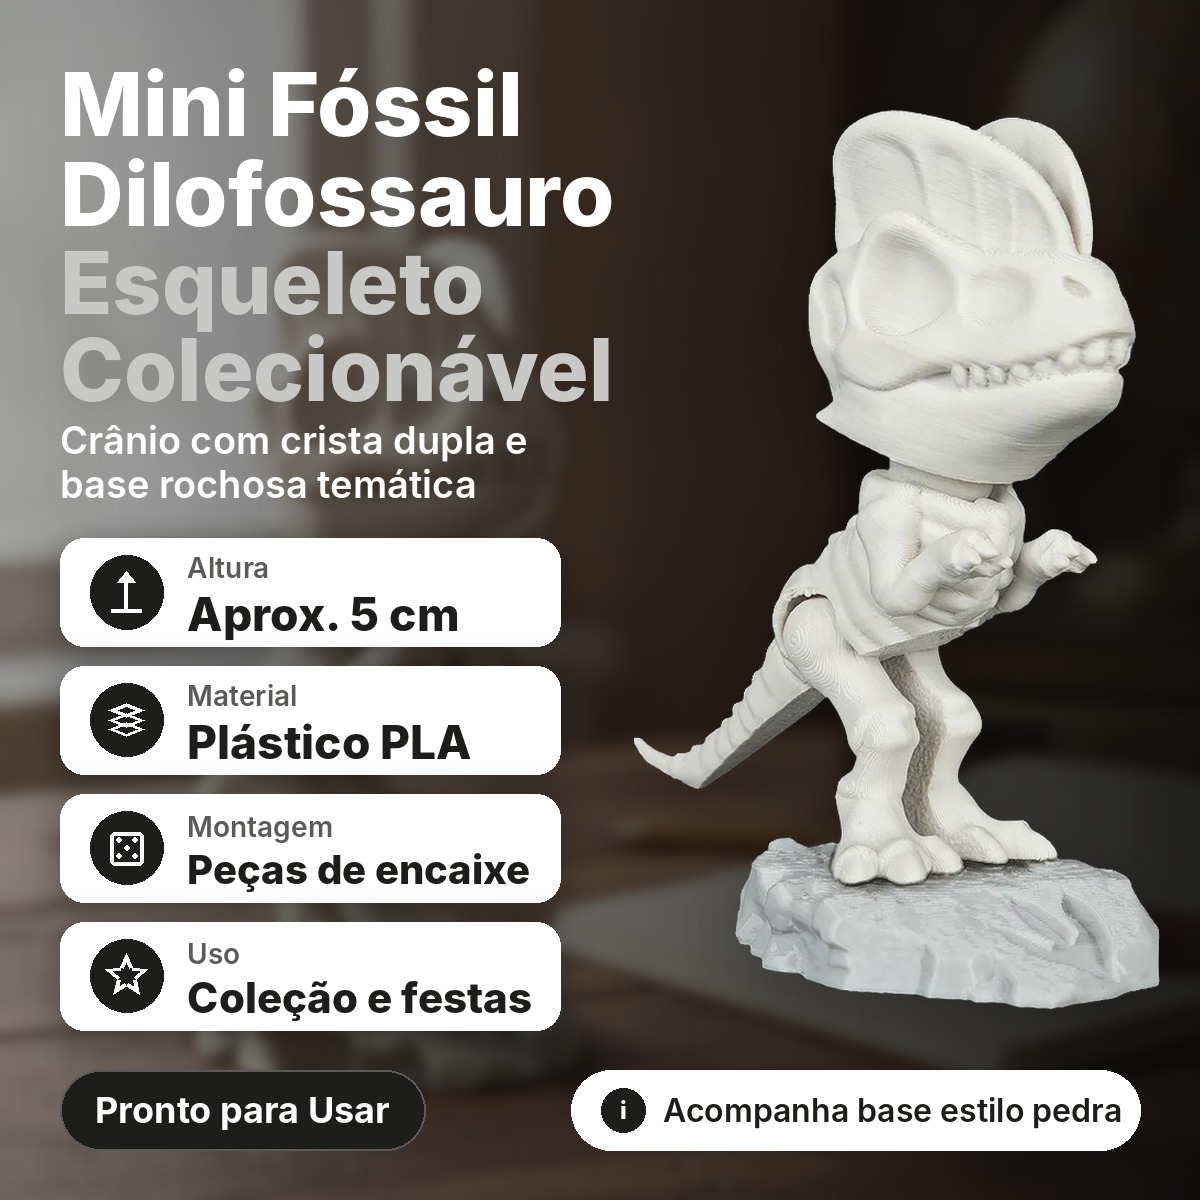 Mini Fóssil
Dilofossauro
Esqueleto
Colecionável
Crânio com crista dupla e
base rochosa temática
Altura
Aprox. 5 cm
Material
Plástico PLA
Montagem
Peças de encaixe
Uso
Coleção e festas
Pronto para Usar
i Acompanha base estilo pedra